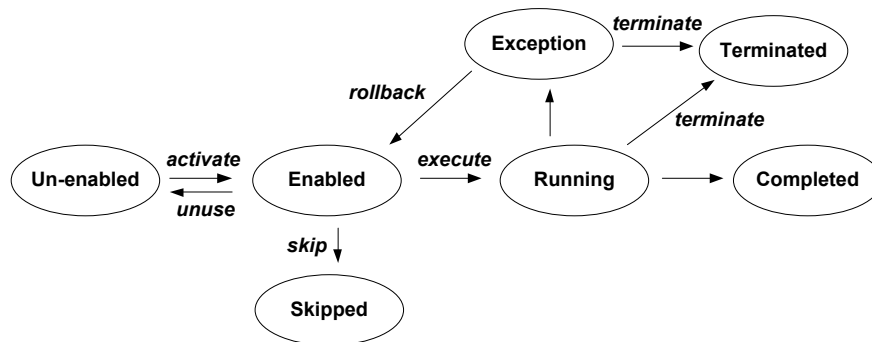 terminate
Exception
Terminated
rollback
terminate
activate
execute
Un-enabled
Enabled
Running
Completed
unuse
skip
Skipped